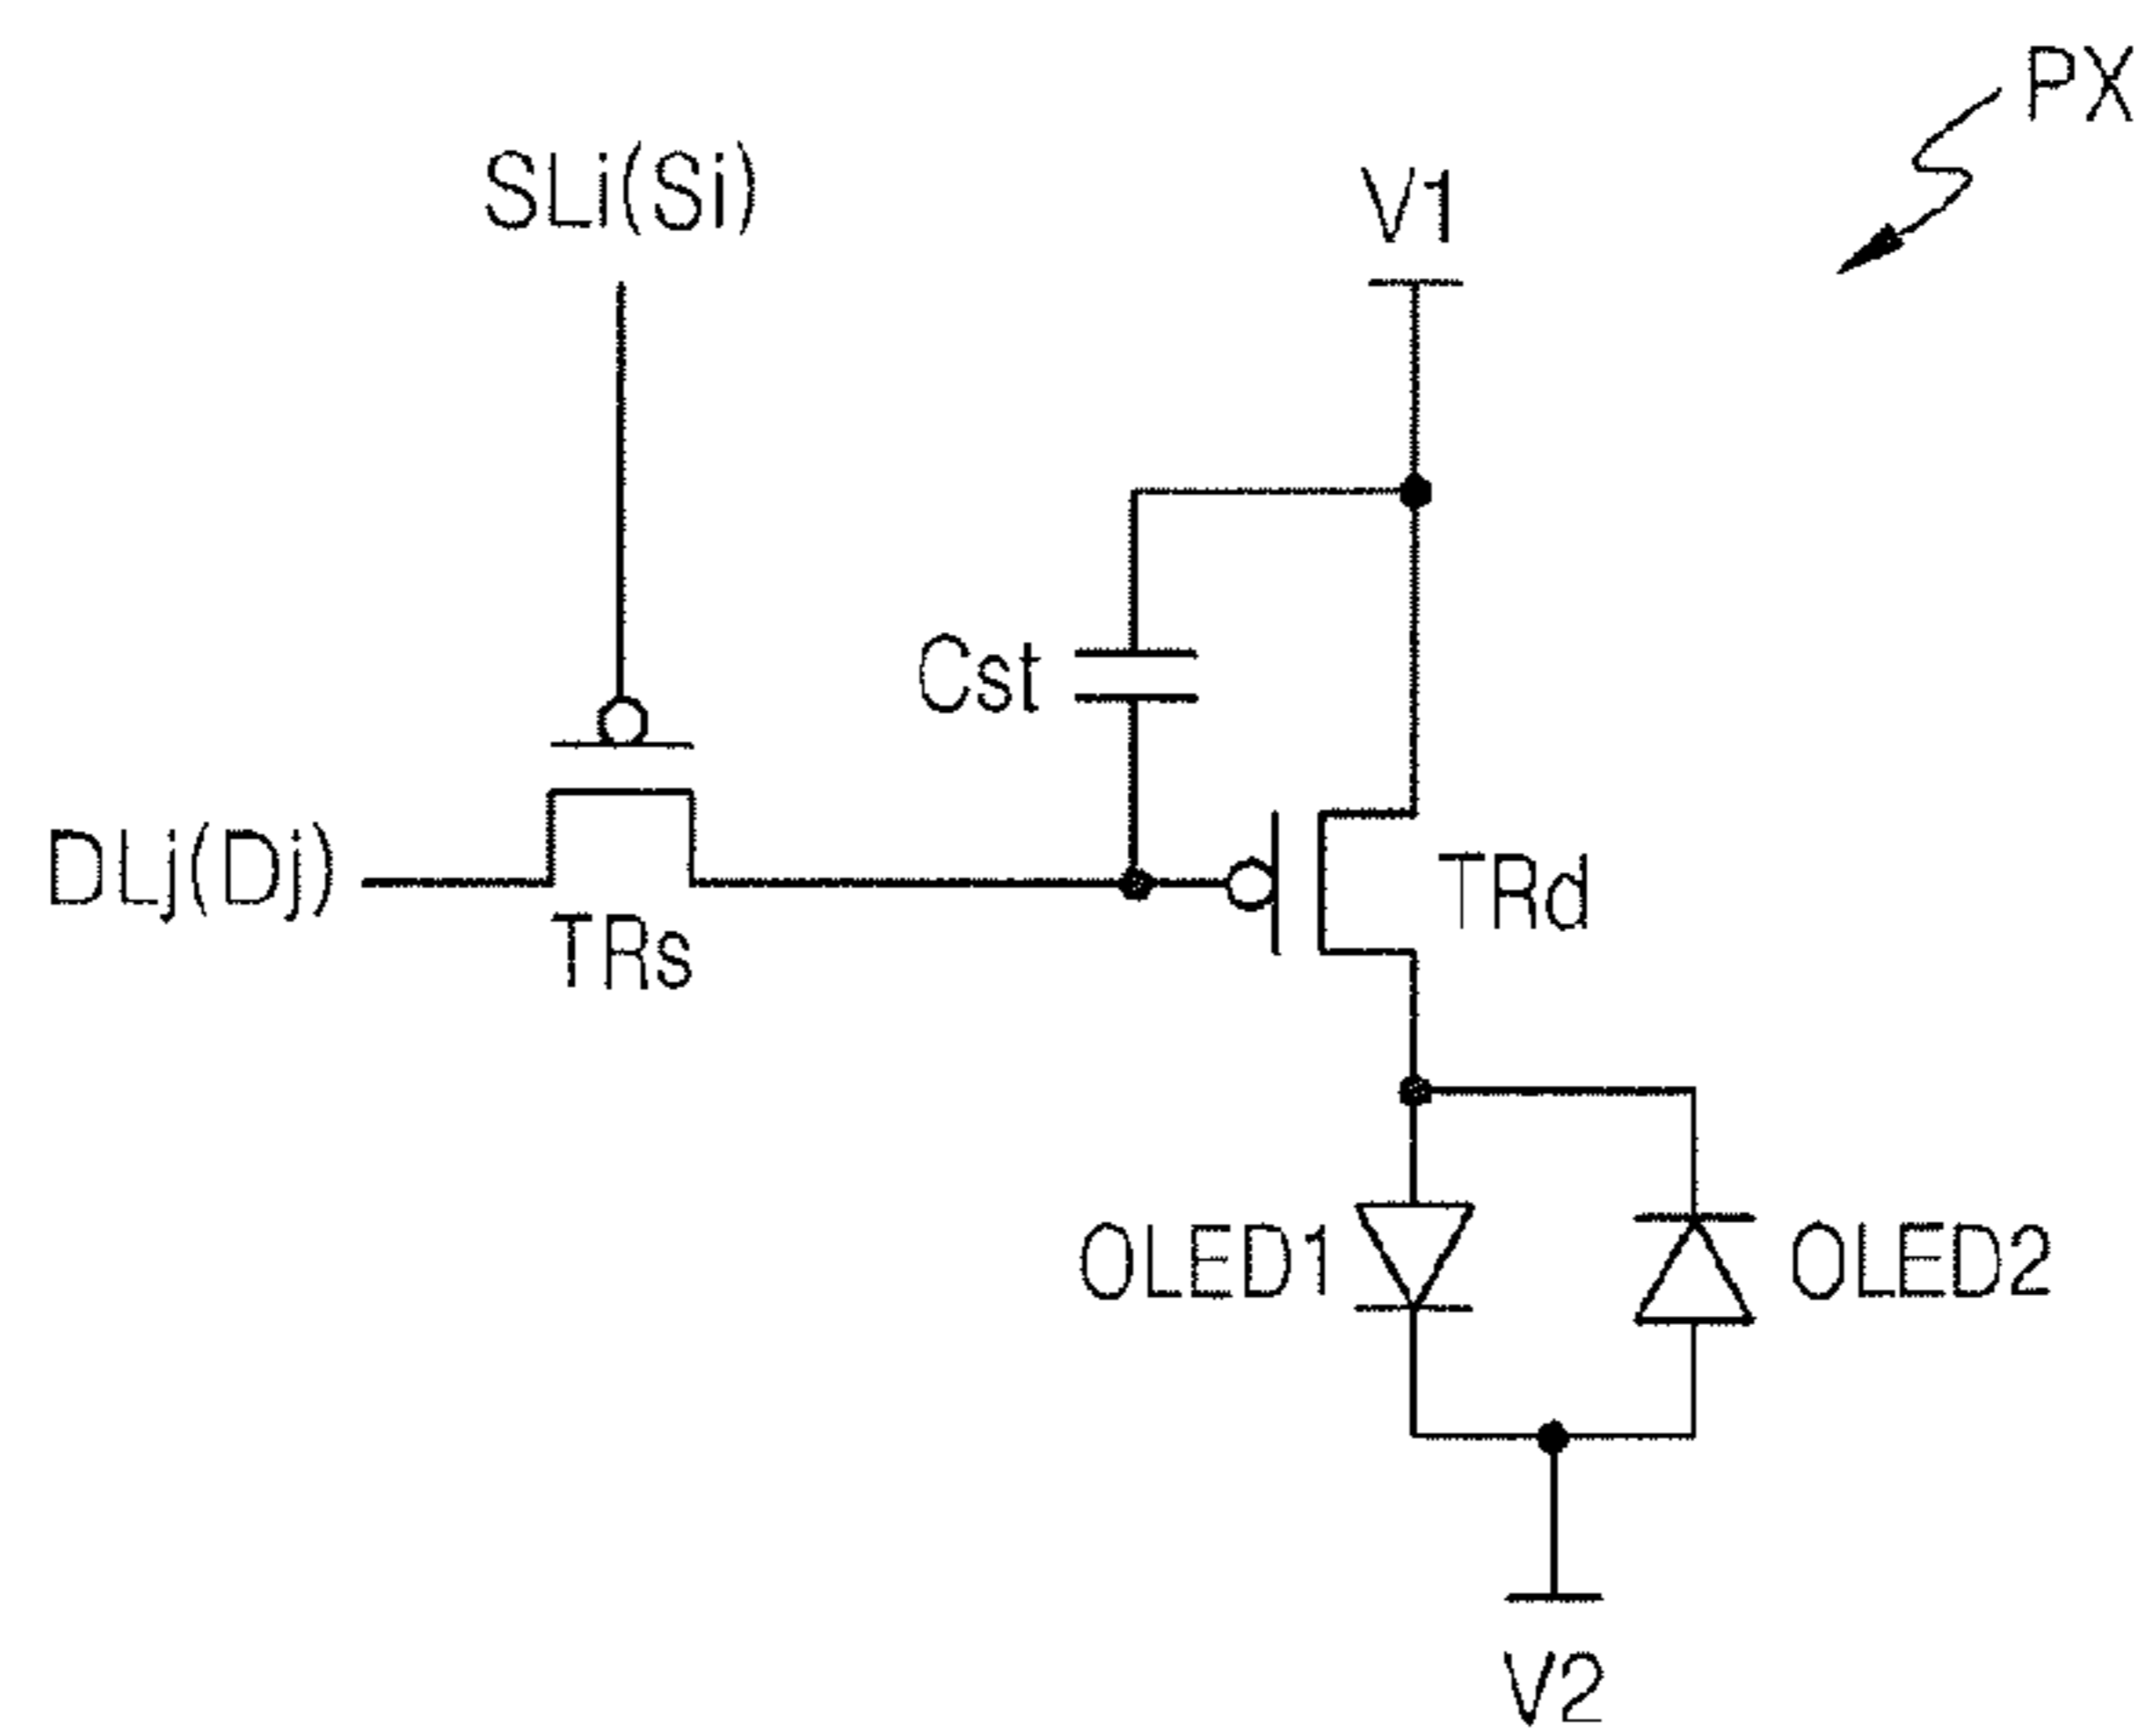 PX
SLi(Si)
V1
Cst
DLj(Dj)
TRd
TRs
OLED1
OLED2
V2